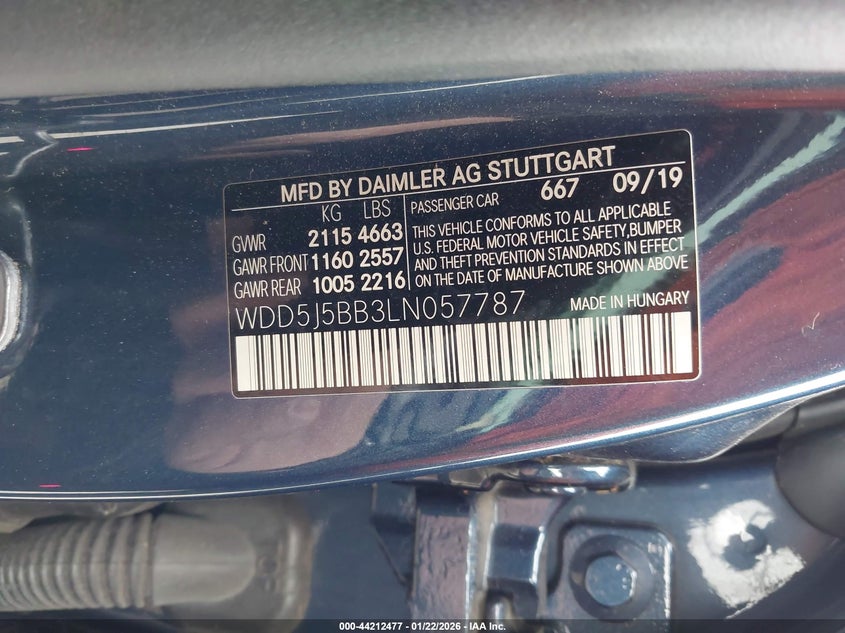 MFD BY DAIMLER AG STUTTGART
KG LBS
GVWR 2115 4663
GAWR FRONT 1160 2557
GAWR REAR 1005 2216
PASSENGER CAR 667 09/19
THIS VEHICLE CONFORMS TO ALL APPLICABLE
U.S. FEDERAL MOTOR VEHICLE SAFETY,BUMPER
AND THEFT PREVENTION STANDARDS IN EFFECT
ON THE DATE OF MANUFACTURE SHOWN ABOVE
WDD5J5BB3LN057787
MADE IN HUNGARY
000-44212477 - 01/22/2026 - IAA Inc.